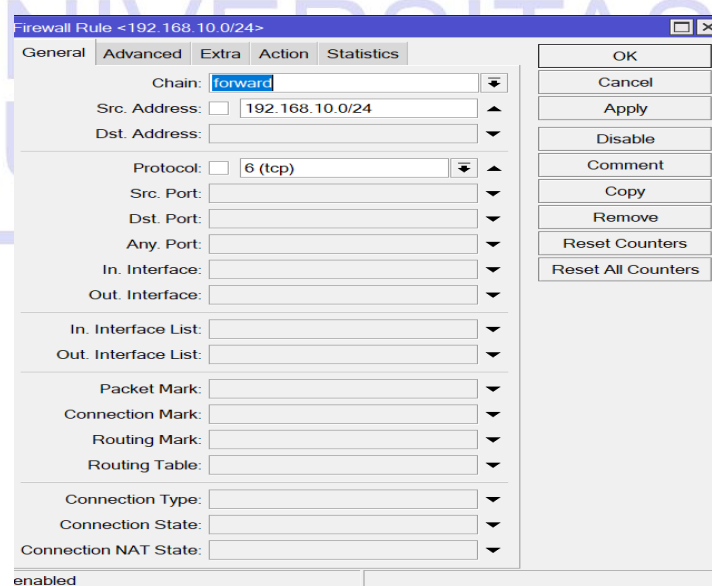 UNIVERSITAS
Firewall Rule <192.168.10.0/24>
General Advanced Extra Action Statistics
Chain: forward
Src. Address: 192.168.10.0/24
Dst. Address:
Protocol: 6 (tcp)
Src. Port:
Dst. Port:
Any. Port:
In. Interface:
Out. Interface:
In. Interface List:
Out. Interface List:
Packet Mark:
Connection Mark:
Routing Mark:
Routing Table:
Connection Type:
Connection State:
Connection NAT State:
enabled
OK
Cancel
Apply
Disable
Comment
Copy
Remove
Reset Counters
Reset All Counters